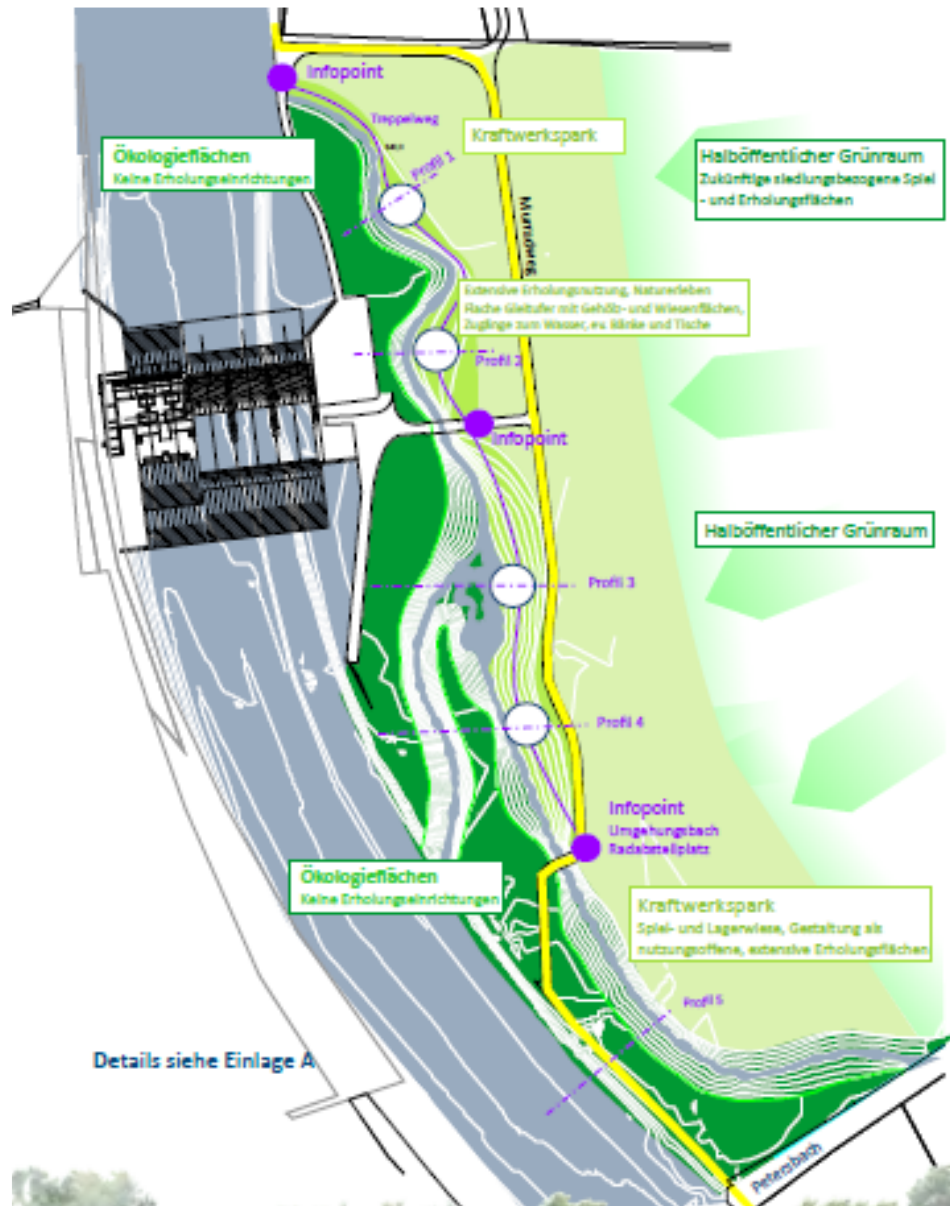 Infopoint
Treppelweg
Kraftwerkspark
Ökologieflächen
Keine Erholungseinrichtungen
Profil 1
Halböffentlicher Grünraum
Zukünftige siedlungsbezogene Spiel
- und Erholungsflächen
Murradweg
Extensive Erholungsnutzung, Naturerleben
Flache Gleitufer mit Gehölz- und Wiesenflächen,
Zugänge zum Wasser, ev. Bänke und Tische
Profil 2
Infopoint
Halböffentlicher Grünraum
Profil 3
Profil 4
Infopoint
Umgehungsbach
Radabstellplatz
Ökologieflächen
Keine Erholungseinrichtungen
Kraftwerkspark
Spiel- und Lagerwiese, Gestaltung als
nutzungsoffene, extensive Erholungsflächen
Profil 5
Details siehe Einlage A
Petersbach